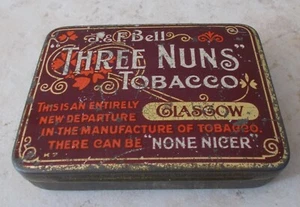 J. & F. Bell
"THREE NUNS"
TOBACCO
THIS IS AN ENTIRELY
NEW DEPARTURE
GLASGOW
IN THE MANUFACTURE OF TOBACCO.
THERE CAN BE "NONE NICER".